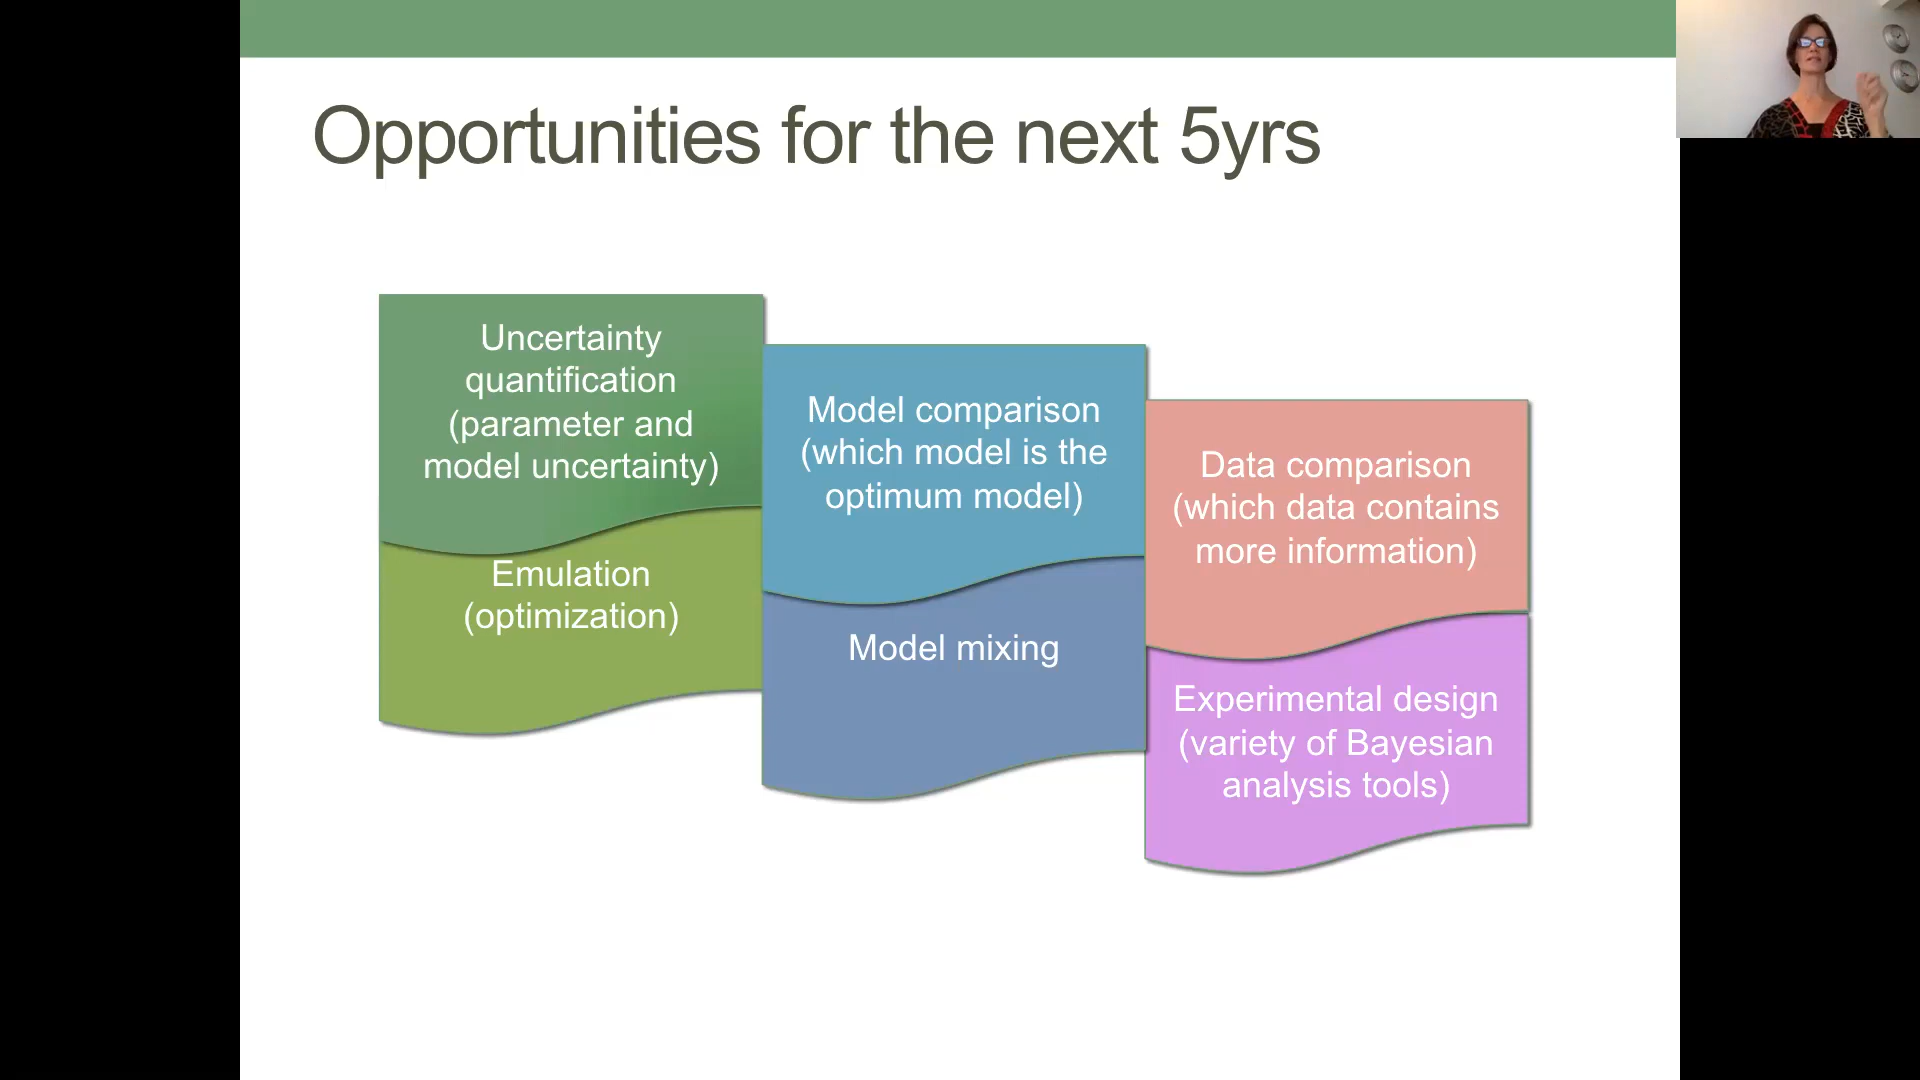 Opportunities for the next 5yrs
Uncertainty
quantification
(parameter and
model uncertainty)
Emulation
(optimization)
Model comparison
(which model is the
optimum model)
Model mixing
Data comparison
(which data contains
more information)
Experimental design
(variety of Bayesian
analysis tools)